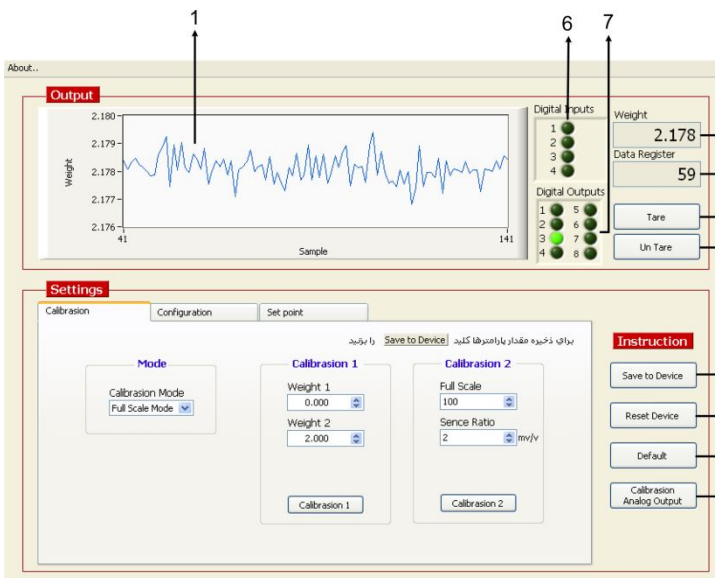 1
6
7
About..
Output
2.180
2.179
2.178
2.177
2.176
Weight
41
141
Sample
Digital Inputs
1
2
3
4
Digital Outputs
1 5
2 6
3 7
4 8
Weight
2.178
Data Register
59
Tare
Un Tare
Settings
Calibrasion
Configuration
Set point
برای ذخیره مقدار پارامترها کلید Save to Device را بزنید
Mode
Calibrasion Mode
Full Scale Mode
Calibrasion 1
Weight 1
0.000
Weight 2
2.000
Calibrasion 1
Calibrasion 2
Full Scale
100
Sence Ratio
2 mv/v
Calibrasion 2
Instruction
Save to Device
Reset Device
Default
Calibrasion
Analog Output